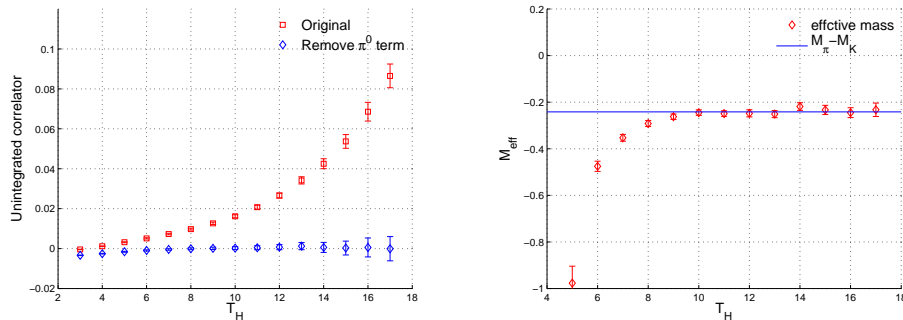 Original
Remove π⁰ term
0.1
0.08
0.06
0.04
0.02
0
-0.02
Unintegrated correlator
2 4 6 8 10 12 14 16 18
T_H
effctive mass
M_π−M_K
0.2
0
-0.2
-0.4
-0.6
-0.8
-1
M_eff
4 6 8 10 12 14 16 18
T_H